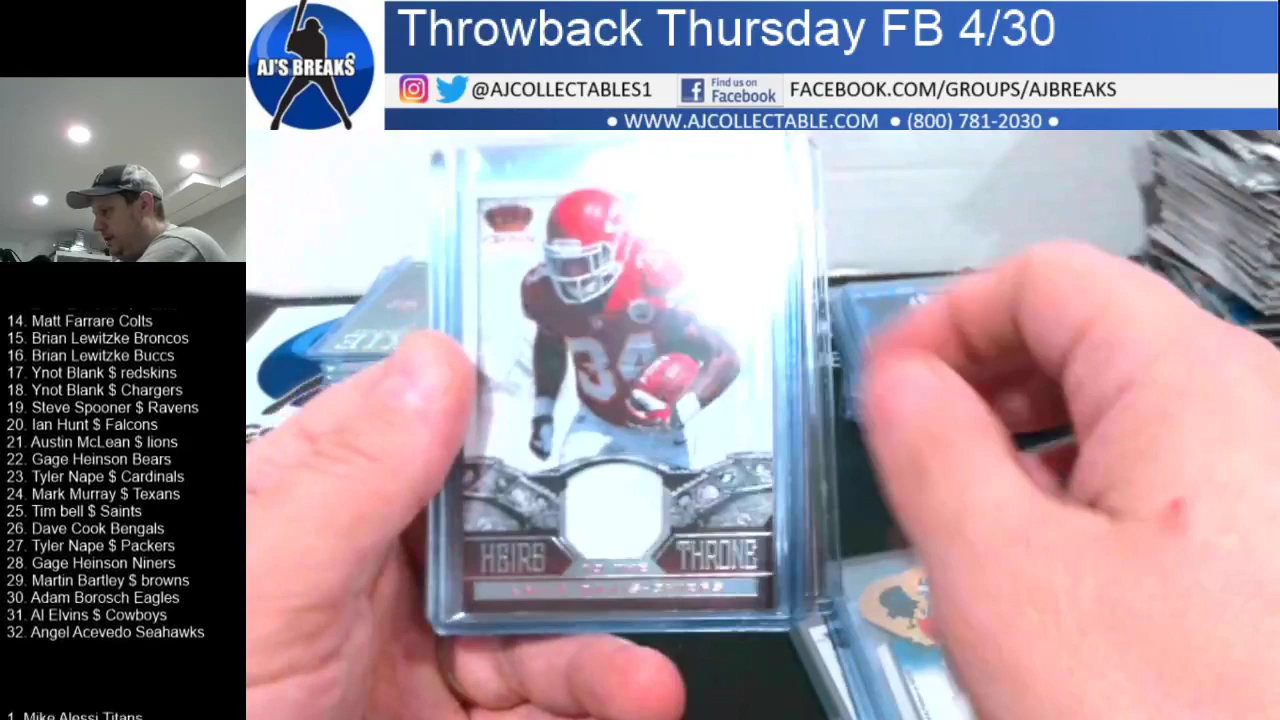 Throwback Thursday FB 4/30
AJ'S BREAKS
@AJCOLLECTABLES1
Find us on
Facebook
FACEBOOK.COM/GROUPS/AJBREAKS
● WWW.AJCOLLECTABLE.COM ● (800) 781-2030 ●
14. Matt Farrare Colts
15. Brian Lewitzke Broncos
16. Brian Lewitzke Buccs
17. Ynot Blank $ redskins
18. Ynot Blank $ Chargers
19. Steve Spooner $ Ravens
20. Ian Hunt $ Falcons
21. Austin McLean $ lions
22. Gage Heinson Bears
23. Tyler Nape $ Cardinals
24. Mark Murray $ Texans
25. Tim bell $ Saints
26. Dave Cook Bengals
27. Tyler Nape $ Packers
28. Gage Heinson Niners
29. Martin Bartley $ browns
30. Adam Borosch Eagles
31. Al Elvins $ Cowboys
32. Angel Acevedo Seahawks
1. Mike Alessi Titans
34
HEIRS TO THE THRONE